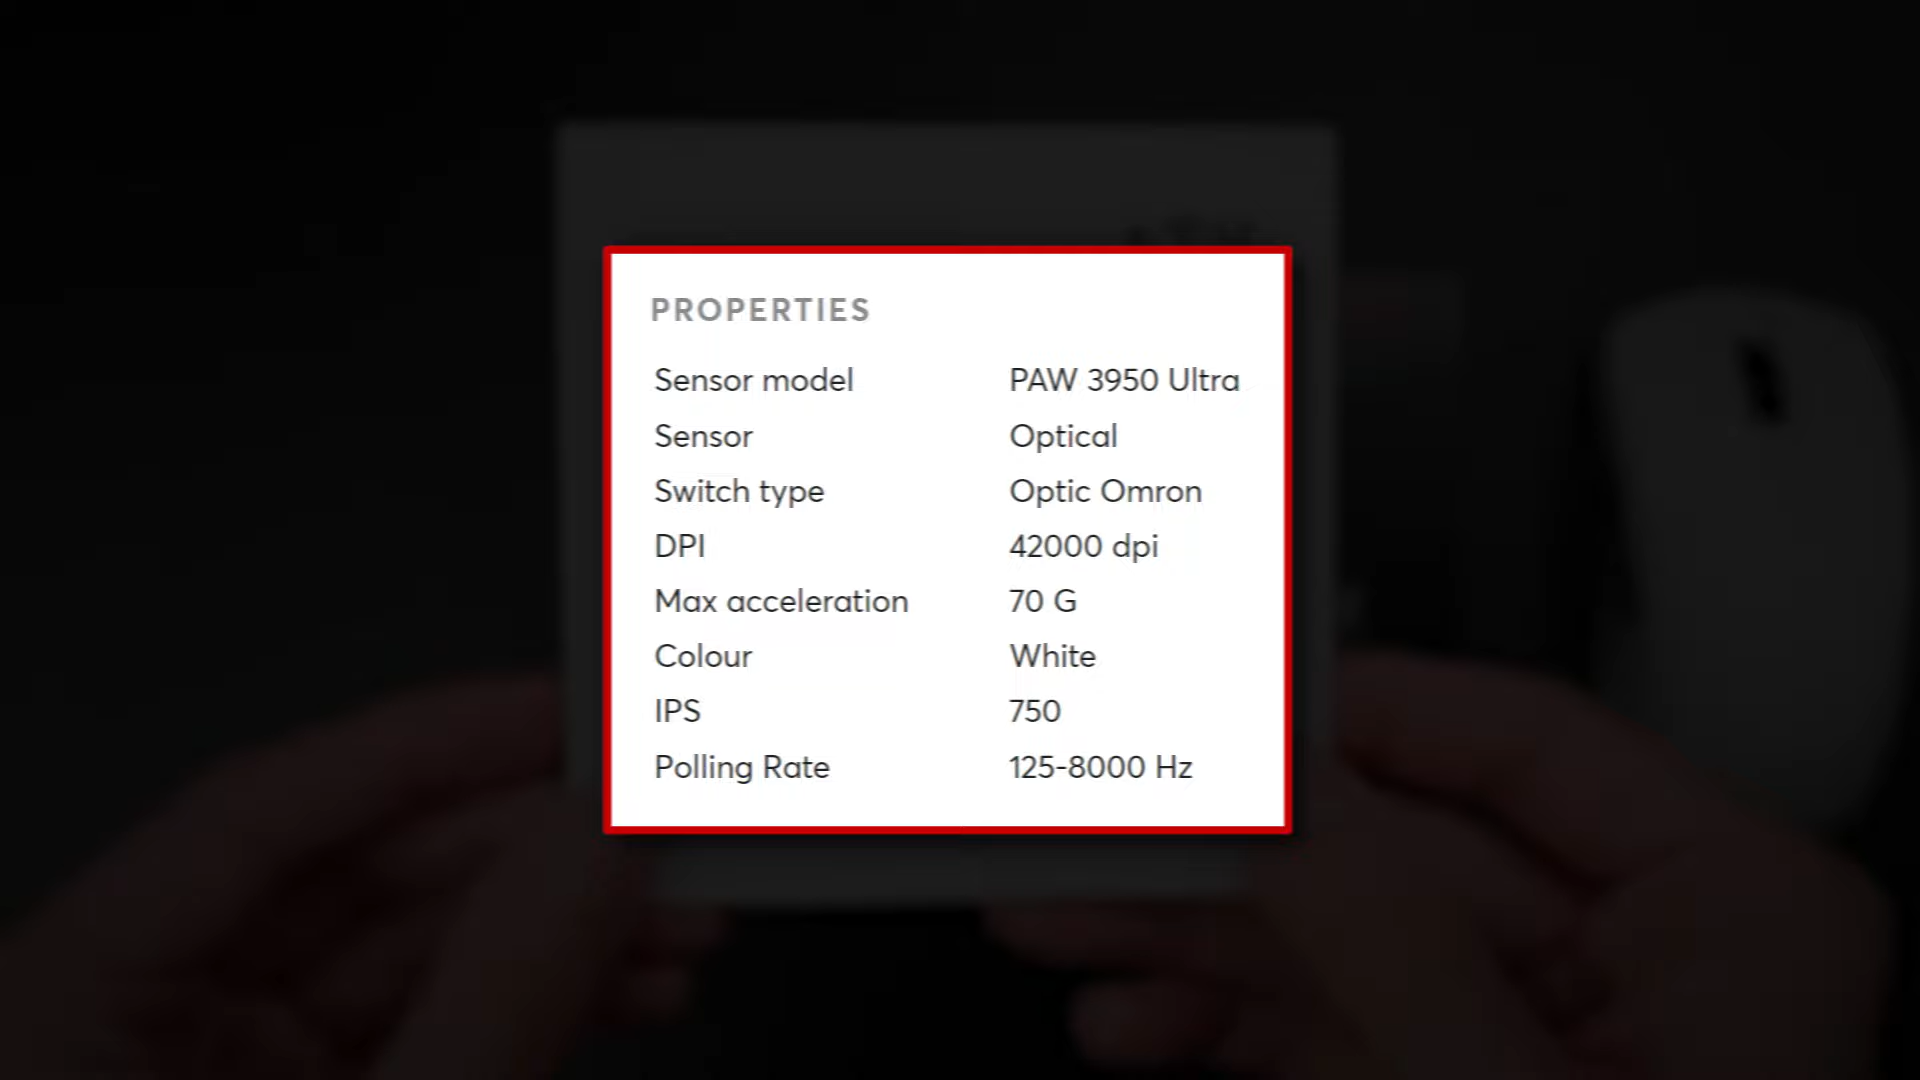 PROPERTIES
Sensor model PAW 3950 Ultra
Sensor Optical
Switch type Optic Omron
DPI 42000 dpi
Max acceleration 70 G
Colour White
IPS 750
Polling Rate 125-8000 Hz